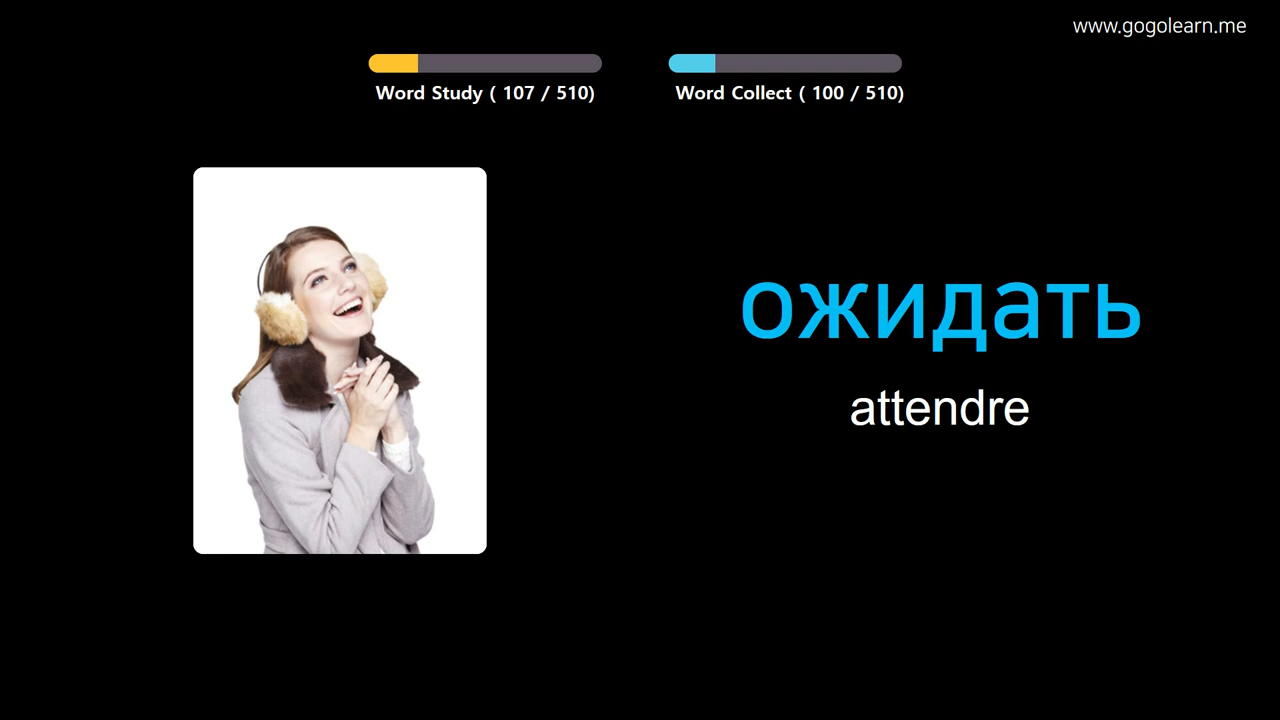 www.gogolearn.me
Word Study ( 107 / 510)
Word Collect ( 100 / 510)
ожидать
attendre